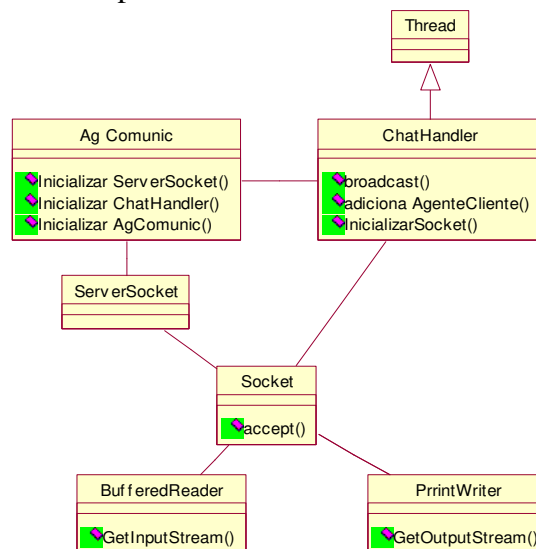 Thread
Ag Comunic
Inicializar ServerSocket()
Inicializar ChatHandler()
Inicializar AgComunic()
ChatHandler
broadcast()
adiciona AgenteCliente()
InicializarSocket()
ServerSocket
Socket
accept()
BufferedReader
GetInputStream()
PrrintWriter
GetOutputStream()